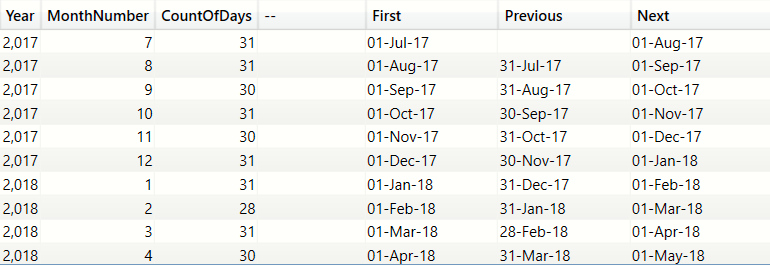 Year MonthNumber CountOfDays -- First Previous Next
2,017 7 31 01-Jul-17 01-Aug-17
2,017 8 31 01-Aug-17 31-Jul-17 01-Sep-17
2,017 9 30 01-Sep-17 31-Aug-17 01-Oct-17
2,017 10 31 01-Oct-17 30-Sep-17 01-Nov-17
2,017 11 30 01-Nov-17 31-Oct-17 01-Dec-17
2,017 12 31 01-Dec-17 30-Nov-17 01-Jan-18
2,018 1 31 01-Jan-18 31-Dec-17 01-Feb-18
2,018 2 28 01-Feb-18 31-Jan-18 01-Mar-18
2,018 3 31 01-Mar-18 28-Feb-18 01-Apr-18
2,018 4 30 01-Apr-18 31-Mar-18 01-May-18